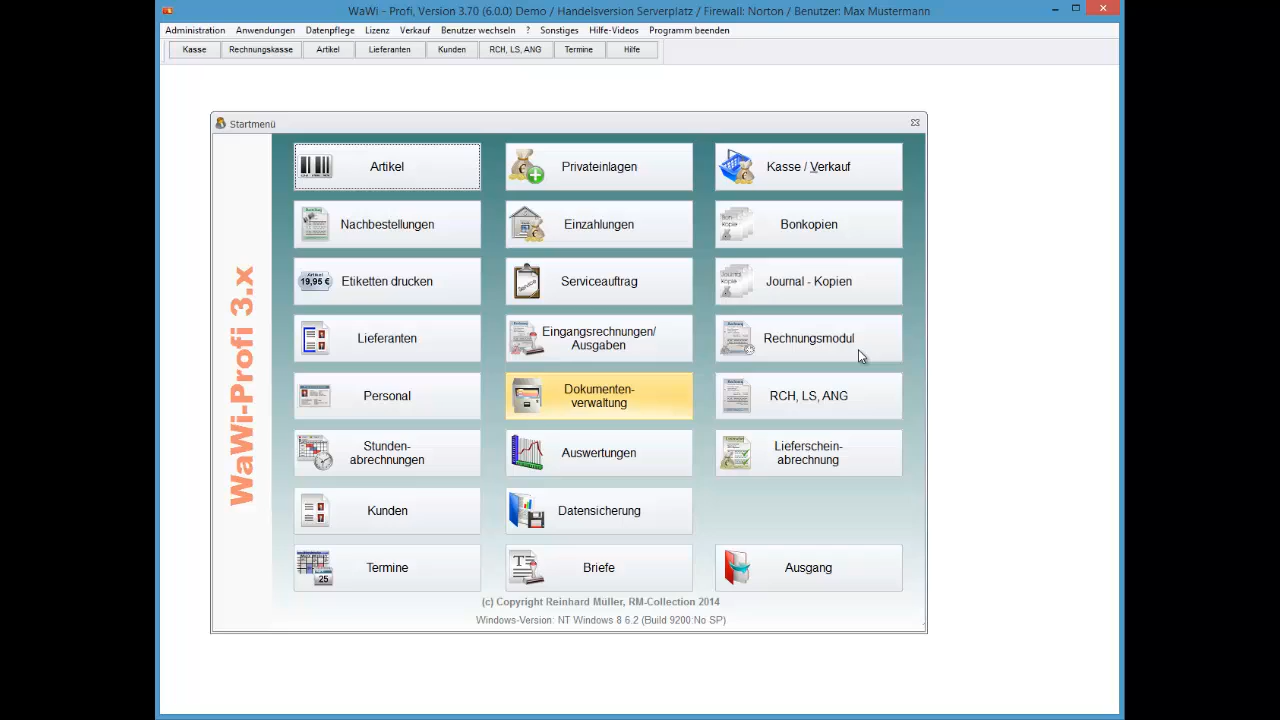 WaWi - Profi, Version 3.70 (6.0.0) Demo / Handelsversion Serverplatz / Firewall: Norton / Benutzer: Max Mustermann
Administration Anwendungen Datenpflege Lizenz Verkauf Benutzer wechseln ? Sonstiges Hilfe-Videos Programm beenden
Kasse Rechnungskasse Artikel Lieferanten Kunden RCH, LS, ANG Termine Hilfe
Startmenü
WaWi-Profi 3.x
Artikel
Privateinlagen
Kasse / Verkauf
Nachbestellungen
Einzahlungen
Bonkopien
Etiketten drucken
Serviceauftrag
Journal - Kopien
Lieferanten
Eingangsrechnungen/
Ausgaben
Rechnungsmodul
Personal
Dokumenten-
verwaltung
RCH, LS, ANG
Stunden-
abrechnungen
Auswertungen
Lieferschein-
abrechnung
Kunden
Datensicherung
Termine
Briefe
Ausgang
Artikel
19,95 €
25
(c) Copyright Reinhard Müller, RM-Collection 2014
Windows-Version: NT Windows 8 6.2 (Build 9200:No SP)